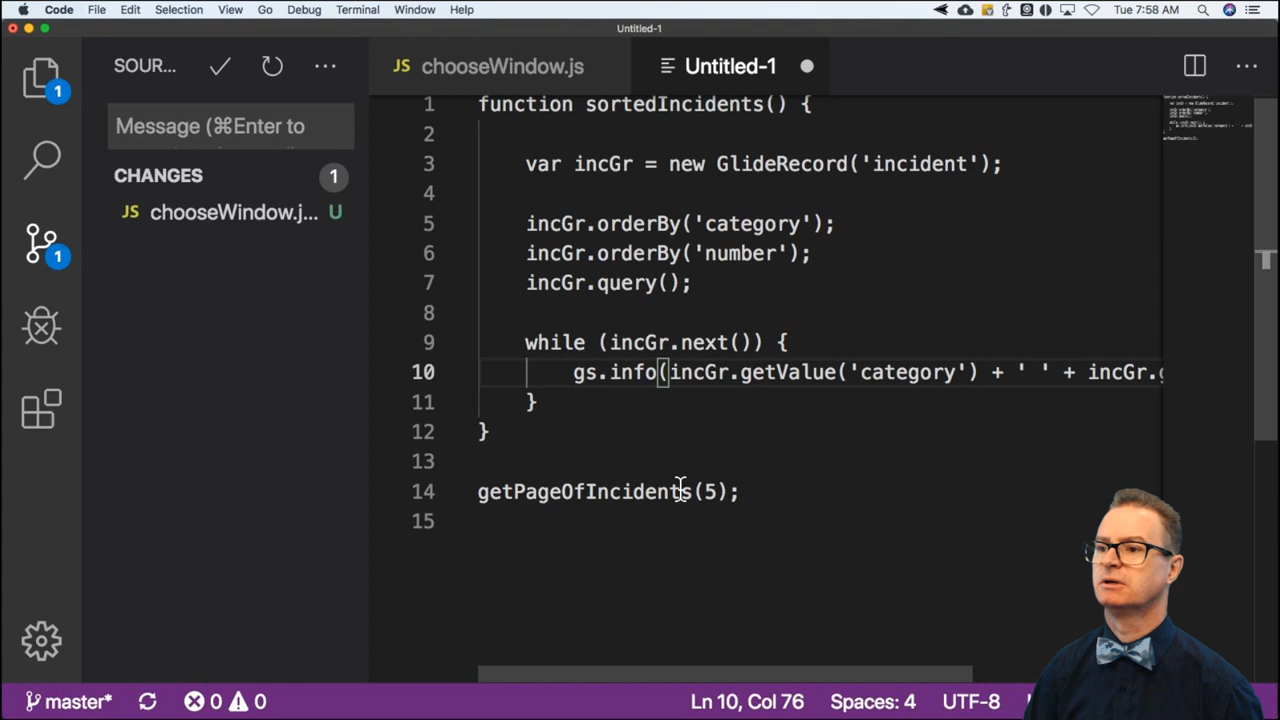 Code File Edit Selection View Go Debug Terminal Window Help Tue 7:58 AM
Untitled-1
SOUR... JS chooseWindow.js Untitled-1
Message (⌘Enter to
CHANGES 1
JS chooseWindow.j... U
1
1
1 function sortedIncidents() {
2
3 var incGr = new GlideRecord('incident');
4
5 incGr.orderBy('category');
6 incGr.orderBy('number');
7 incGr.query();
8
9 while (incGr.next()) {
10 gs.info(incGr.getValue('category') + ' ' + incGr.g
11 }
12 }
13
14 getPageOfIncidents(5);
15
master* 0 0 Ln 10, Col 76 Spaces: 4 UTF-8